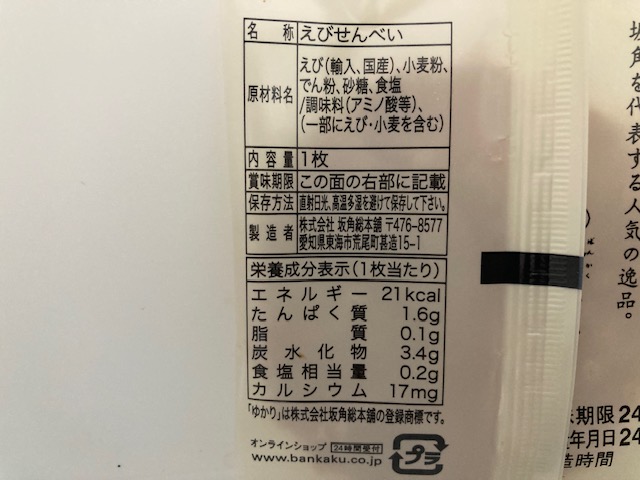 名称 えびせんべい
原材料名 えび(輸入、国産)、小麦粉、
でん粉、砂糖、食塩
/調味料(アミノ酸等)、
(一部にえび・小麦を含む)
内容量 1枚
賞味期限 この面の右部に記載
保存方法 直射日光、高温多湿を避けて保存して下さい。
製造者 株式会社 坂角総本舗 〒476-8577
愛知県東海市荒尾町甚造15-1
栄養成分表示(1枚当たり)
エネルギー 21kcal
たんぱく質 1.6g
脂質 0.1g
炭水化物 3.4g
食塩相当量 0.2g
カルシウム 17mg
「ゆかり」は株式会社坂角総本舗の登録商標です。
オンラインショップ 24時間受付
www.bankaku.co.jp
プラ
坂角を代表する人気の逸品。
期限 24
年月日 24
造時間